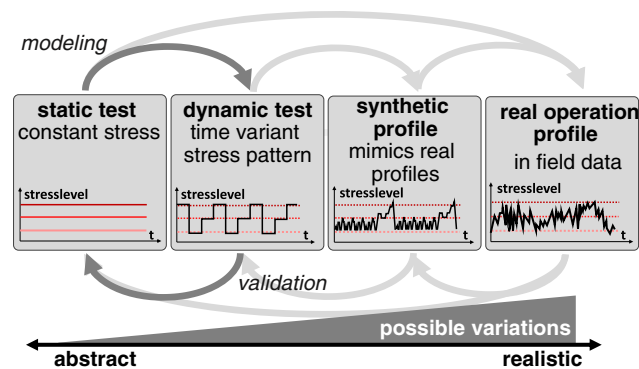 modeling
static test
constant stress
stresslevel
t
dynamic test
time variant
stress pattern
stresslevel
t
synthetic
profile
mimics real
profiles
stresslevel
t
real operation
profile
in field data
stresslevel
t
validation
possible variations
abstract
realistic